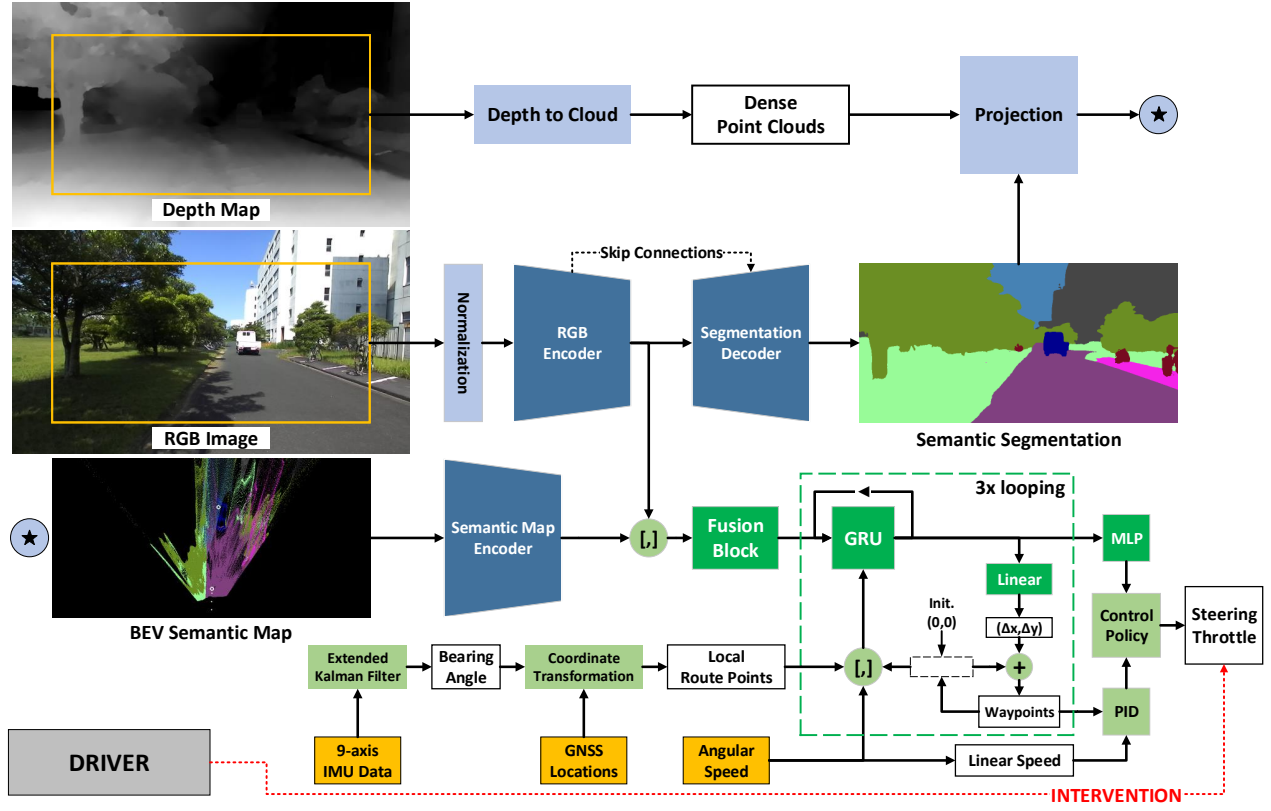 Depth to Cloud
Dense
Point Clouds
Projection
Depth Map
Skip Connections
Normalization
RGB
Encoder
Segmentation
Decoder
RGB Image
Semantic Segmentation
3x looping
Semantic Map
Encoder
[,]
Fusion
Block
GRU
MLP
Linear
BEV Semantic Map
Init.
(0,0)
(Δx,Δy)
Control
Policy
Steering
Throttle
Extended
Kalman Filter
Bearing
Angle
Coordinate
Transformation
Local
Route Points
[,]
+
Waypoints
PID
DRIVER
9-axis
IMU Data
GNSS
Locations
Angular
Speed
Linear Speed
INTERVENTION